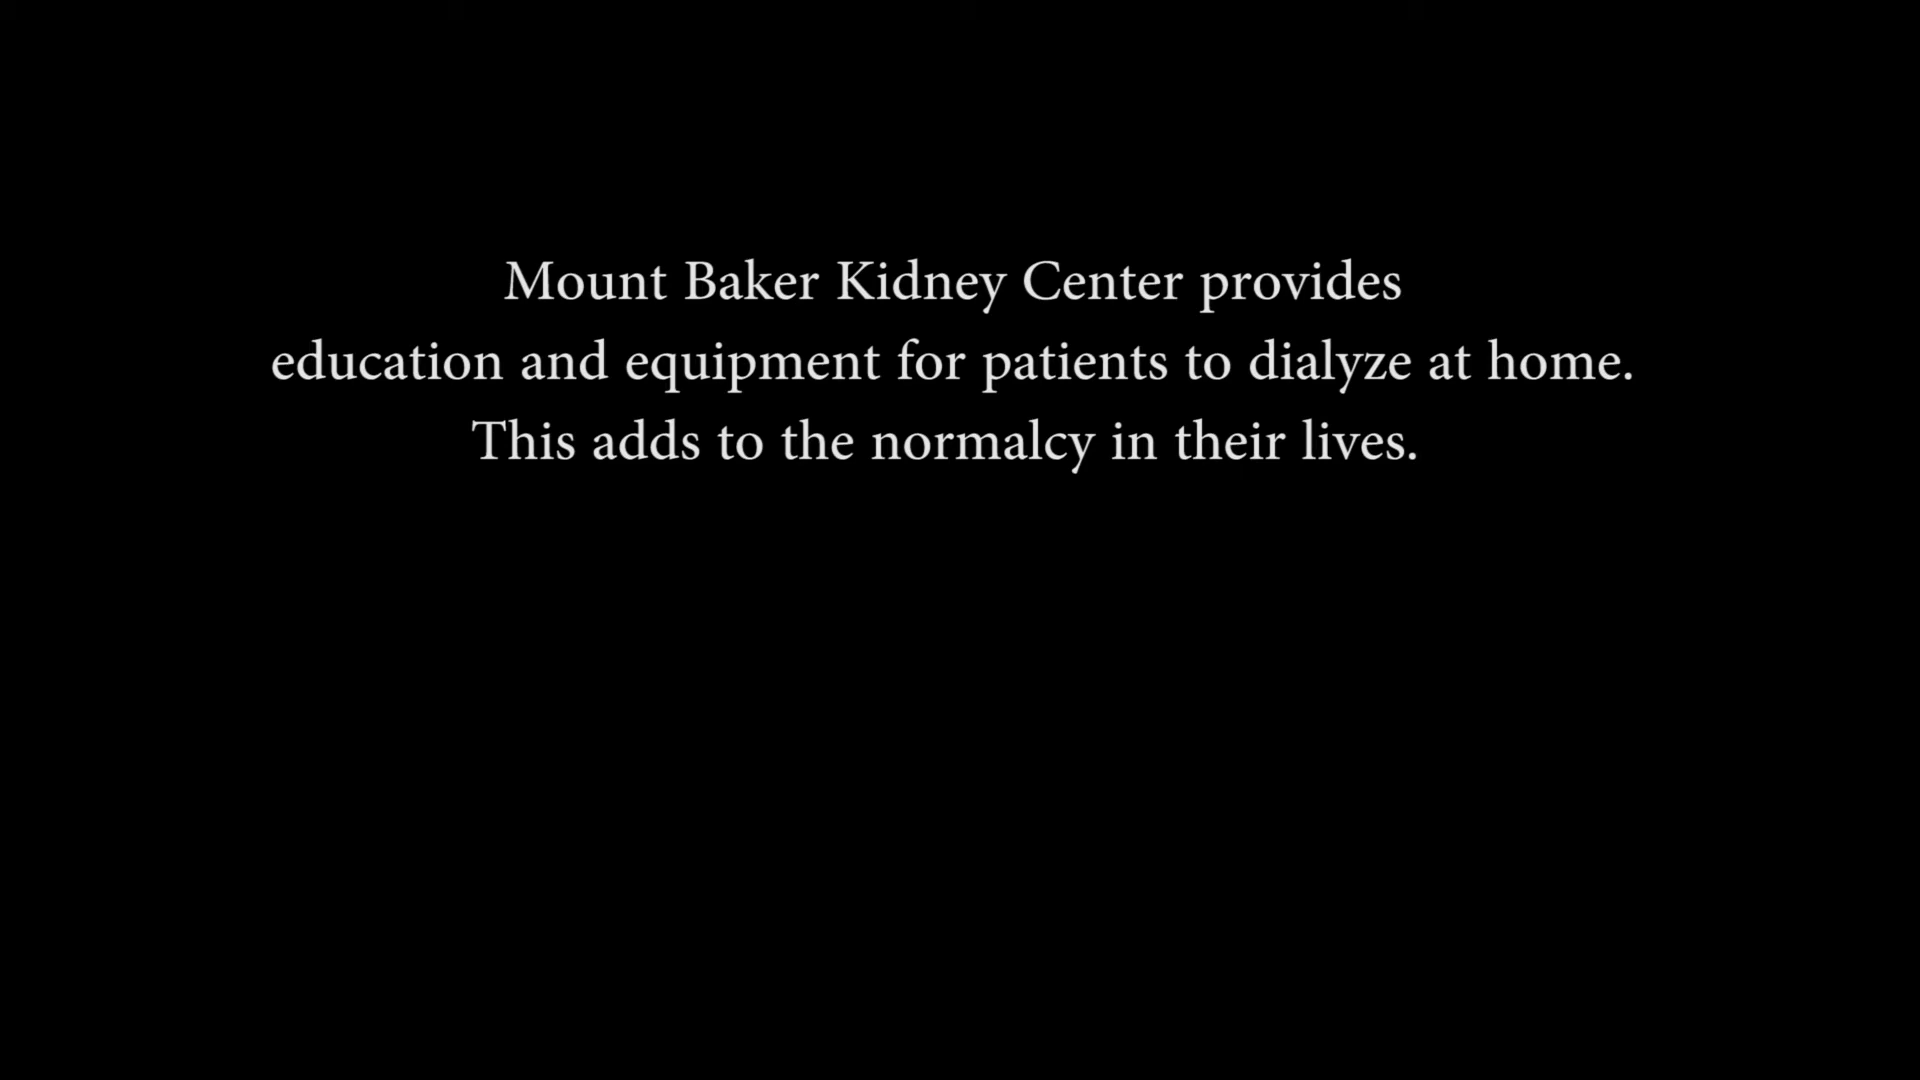 Mount Baker Kidney Center provides
education and equipment for patients to dialyze at home.
This adds to the normalcy in their lives.